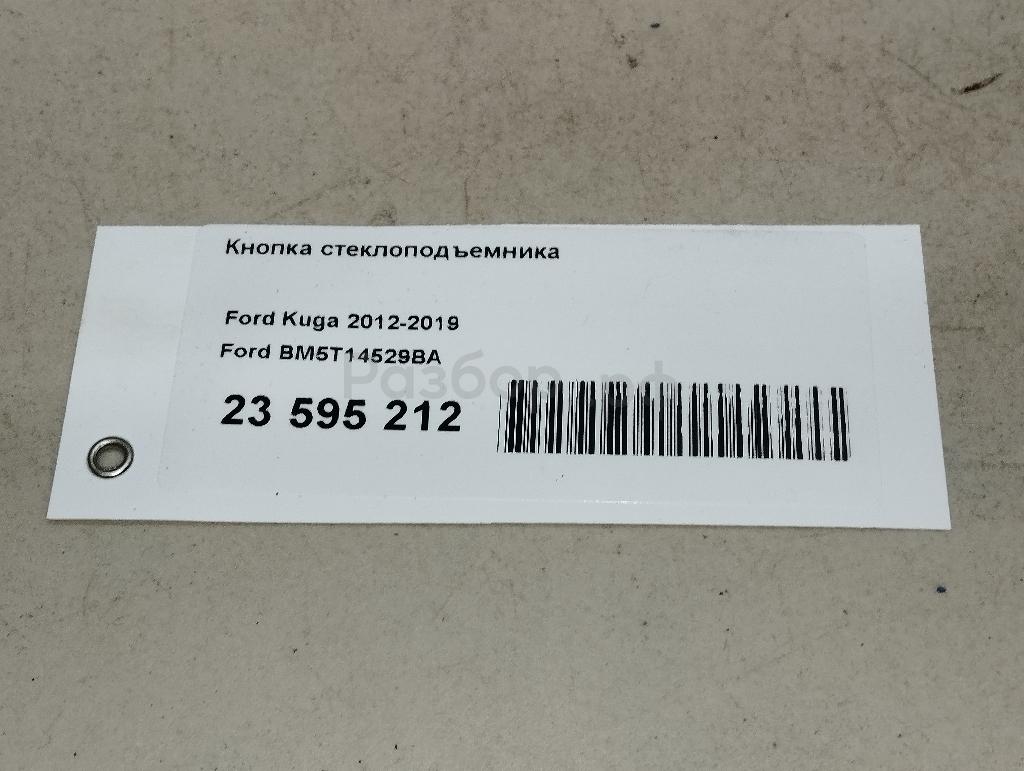 Кнопка стеклоподъемника
Ford Kuga 2012-2019
Ford BM5T14529BA
Разбор.рф
23 595 212